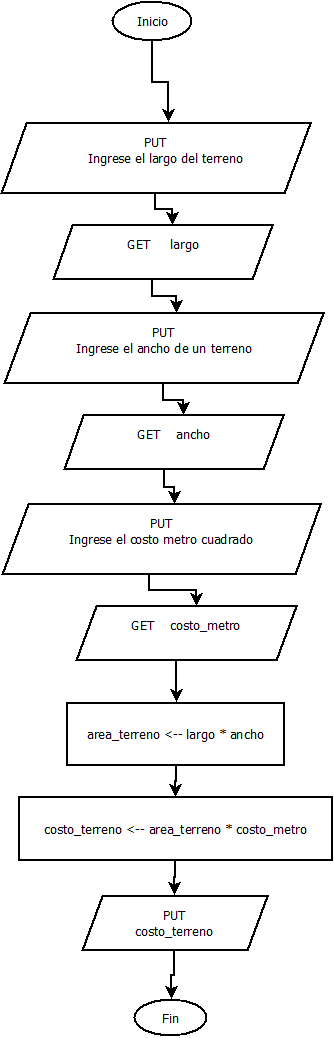 Inicio
PUT
Ingrese el largo del terreno
GET largo
PUT
Ingrese el ancho de un terreno
GET ancho
PUT
Ingrese el costo metro cuadrado
GET costo_metro
area_terreno <-- largo * ancho
costo_terreno <-- area_terreno * costo_metro
PUT
costo_terreno
Fin